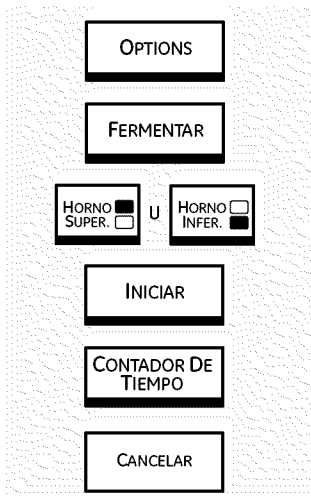 OPTIONS
FERMENTAR
HORNO SUPER. U HORNO INFER.
INICIAR
CONTADOR DE
TIEMPO
CANCELAR